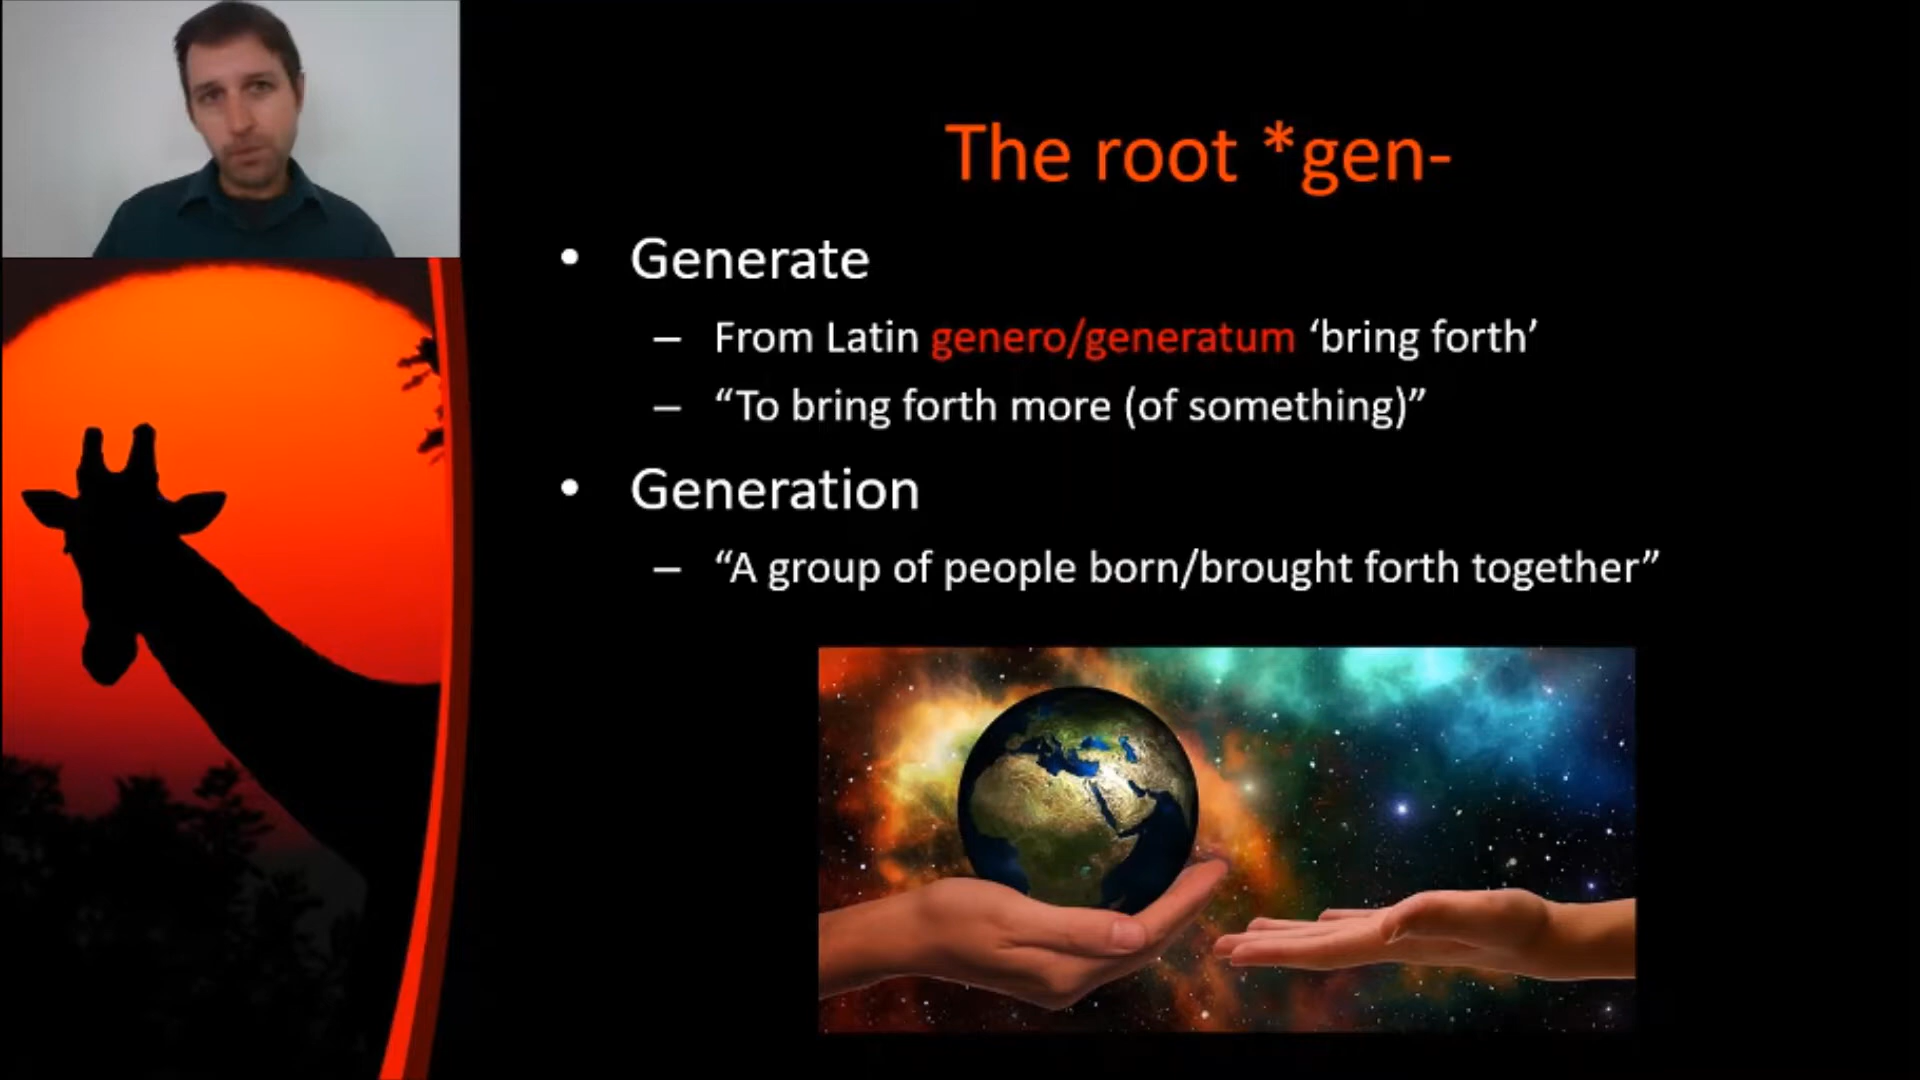 The root *gen-
• Generate
– From Latin genero/generatum ‘bring forth’
– “To bring forth more (of something)”
• Generation
– “A group of people born/brought forth together”